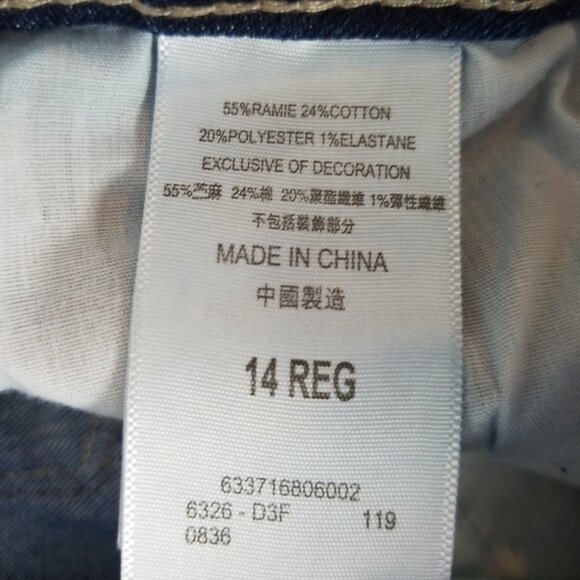 55%RAMIE 24%COTTON
20%POLYESTER 1%ELASTANE
EXCLUSIVE OF DECORATION
55%芝麻 24%棉 20%聚酯纖維 1%彈性纖維
不包括裝飾部分
MADE IN CHINA
中國製造
14 REG
633716806002
6326 - D3F 119
0836